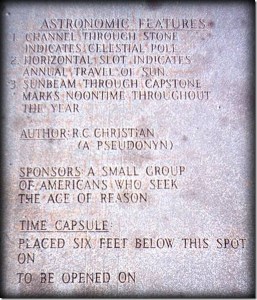 ASTRONOMIC FEATURES
1. CHANNEL THROUGH STONE
INDICATES CELESTIAL POLE
2. HORIZONTAL SLOT INDICATES
ANNUAL TRAVEL OF SUN
3. SUNBEAM THROUGH CAPSTONE
MARKS NOONTIME THROUGHOUT
THE YEAR
AUTHOR: R.C. CHRISTIAN
(A PSEUDONYN)
SPONSORS A SMALL GROUP
OF AMERICANS WHO SEEK
THE AGE OF REASON
TIME CAPSULE
PLACED SIX FEET BELOW THIS SPOT
ON
TO BE OPENED ON